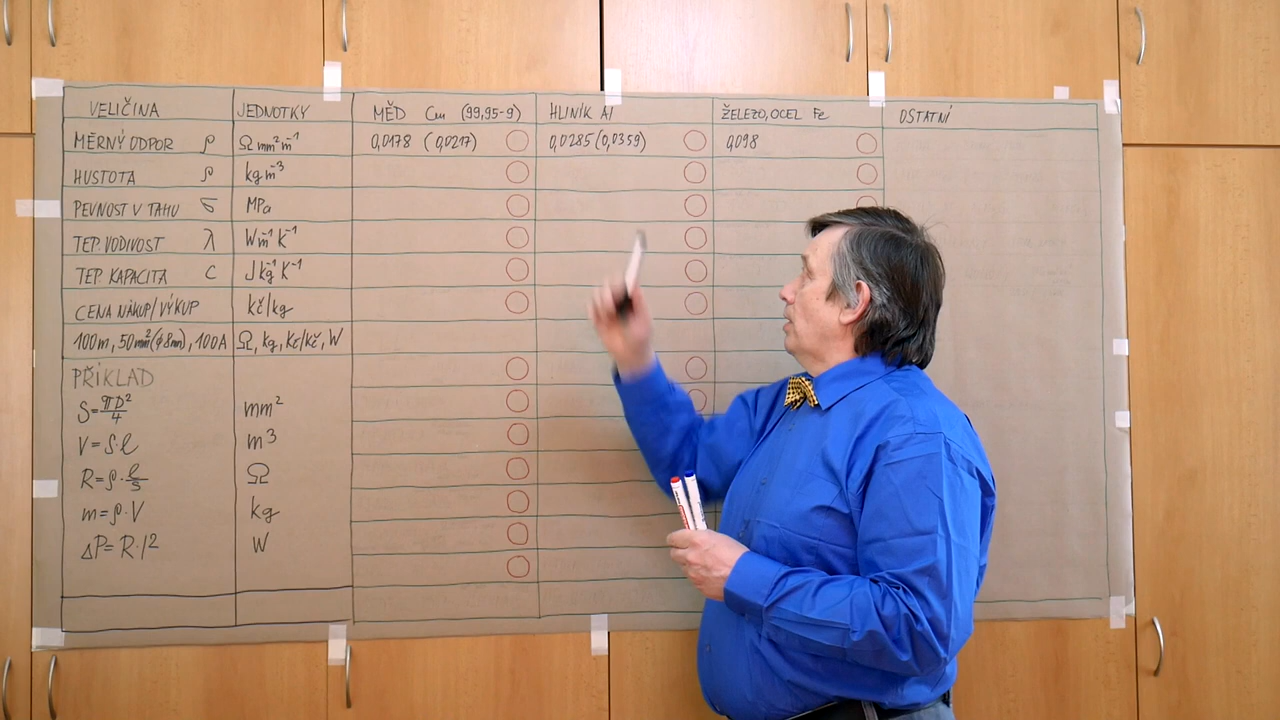 VELIČINA JEDNOTKY MĚD Cu (99,95-9) HLINÍK Al ŽELEZO, OCEL Fe OSTATNÍ
MĚRNÝ ODPOR ρ Ω mm² m⁻¹ 0,0178 (0,0217) 0,0285 (0,0359) 0,098
HUSTOTA ρ kg m⁻³
PEVNOST V TAHU σ MPa
TEP. VODIVOST λ W m⁻¹ K⁻¹
TEP. KAPACITA c J kg⁻¹ K⁻¹
CENA NÁKUP/VÝKUP kč/kg
100m, 50mm² (ϕ8mm), 100A Ω, kg, Kč/kč, W
PŘÍKLAD
S=πD²/4 mm²
V=S·l m³
R=ρ·l/S Ω
m=ρ·V kg
ΔP=R·I² W